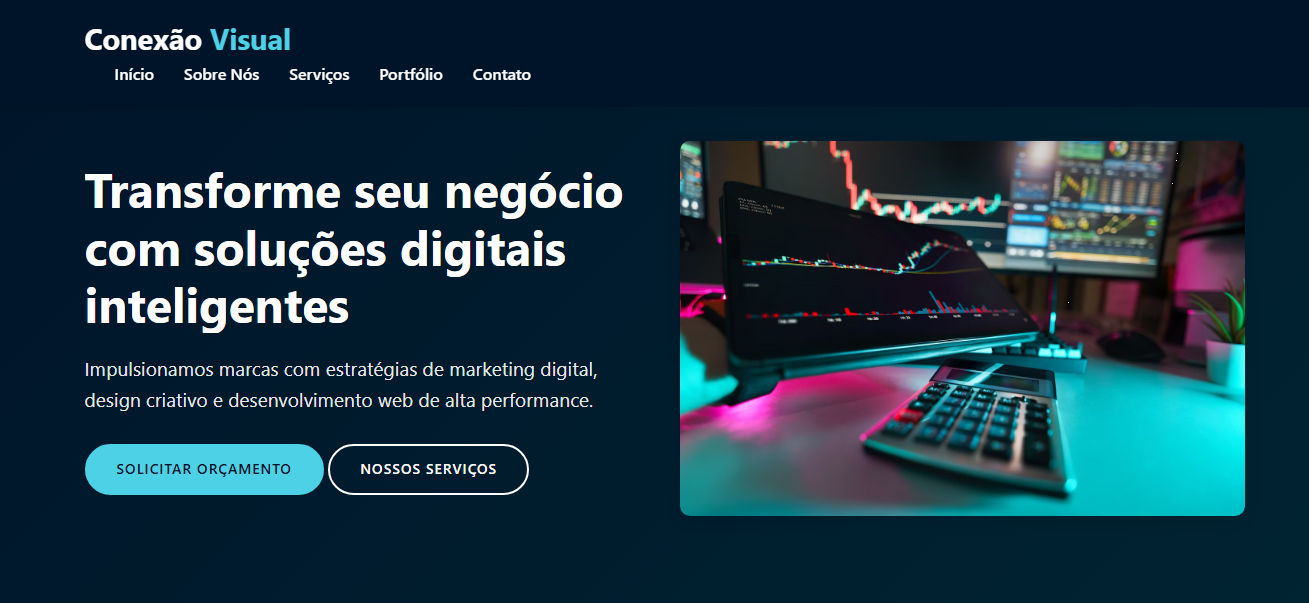 Conexão Visual
Início Sobre Nós Serviços Portfólio Contato
Transforme seu negócio
com soluções digitais
inteligentes
Impulsionamos marcas com estratégias de marketing digital,
design criativo e desenvolvimento web de alta performance.
SOLICITAR ORÇAMENTO NOSSOS SERVIÇOS